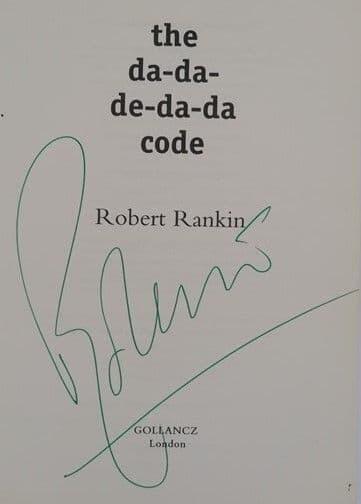 the
da-da-
de-da-da
code
Robert Rankin
GOLLANCZ
London